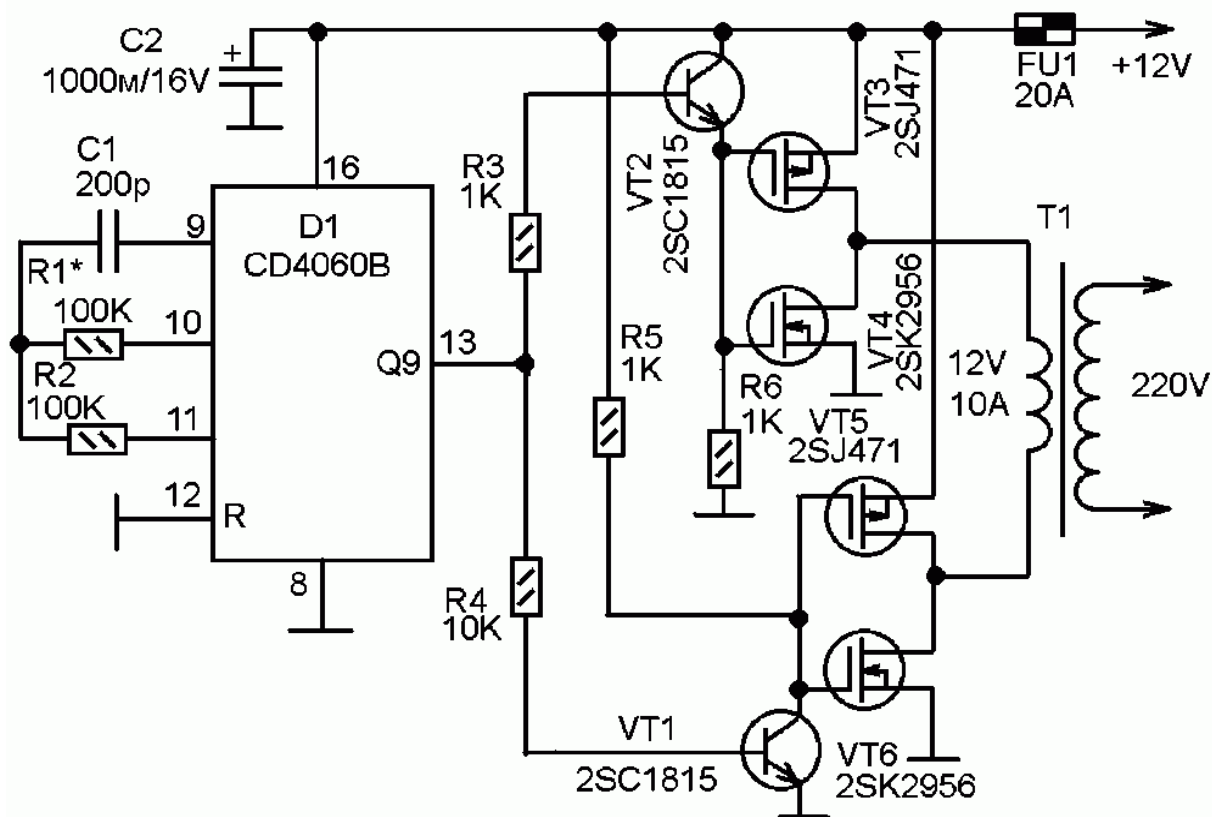 C2
1000м/16V
+
C1
200p
R1*
100K
R2
100K
9
10
11
12
16
D1
CD4060B
Q9
13
R
8
R3
1K
R4
10K
R5
1K
VT2
2SC1815
VT3
2SJ471
VT4
2SK2956
R6
1K
VT5
2SJ471
VT1
2SC1815
VT6
2SK2956
FU1
20A
+12V
T1
12V
10A
220V